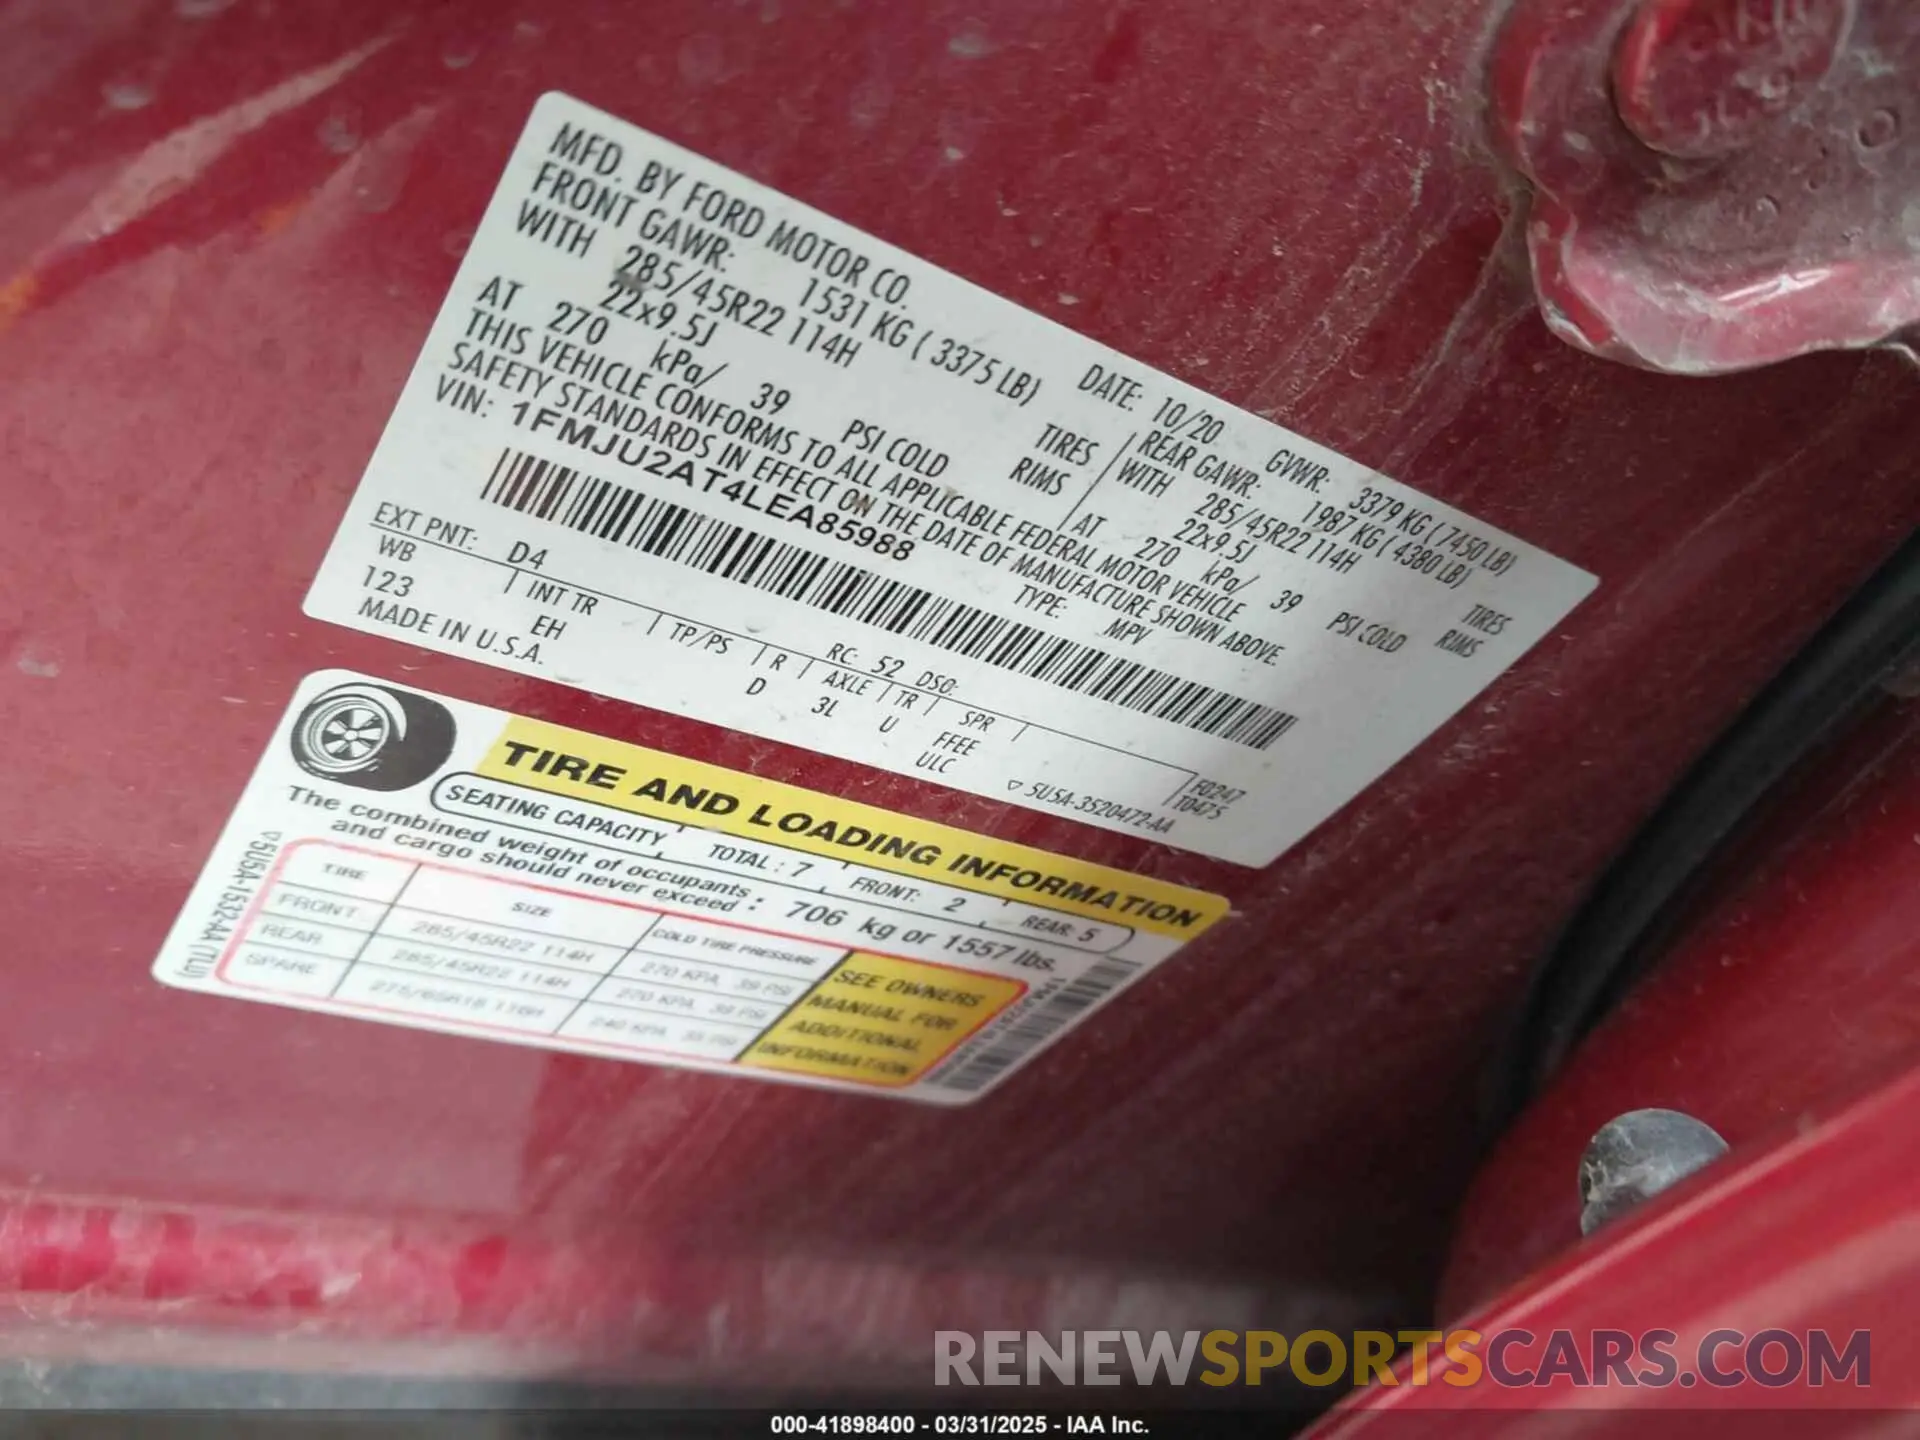 MFD. BY FORD MOTOR CO.
DATE: 10/20 GVWR: 3379 KG ( 7450 LB)
FRONT GAWR: 1531 KG ( 3375 LB)
REAR GAWR: 1987 KG ( 4380 LB)
WITH 285/45R22 114H TIRES
WITH 285/45R22 114H TIRES
22x9.5J RIMS
22x9.5J RIMS
AT 270 kPa/ 39 PSI COLD
AT 270 kPa/ 39 PSI COLD
THIS VEHICLE CONFORMS TO ALL APPLICABLE FEDERAL MOTOR VEHICLE
SAFETY STANDARDS IN EFFECT ON THE DATE OF MANUFACTURE SHOWN ABOVE.
VIN: 1FMJU2AT4LEA85988
TYPE: MPV
EXT PNT: D4 RC: 52 DSO:
WB INT TR TP/PS R AXLE TR SPR
123 EH D 3L U FFEE
ULC
F0247
T0475
MADE IN U.S.A.
5U5A-3520472-AA
TIRE AND LOADING INFORMATION
SEATING CAPACITY TOTAL : 7 FRONT: 2 REAR: 5
The combined weight of occupants
and cargo should never exceed : 706 kg or 1557 lbs.
5U5A-1532-AA (TLU)
TIRE SIZE COLD TIRE PRESSURE
FRONT 285/45R22 114H 270 KPA, 39 PSI
REAR 285/45R22 114H 270 KPA, 39 PSI
SPARE 240 KPA, 35 PSI
SEE OWNERS
MANUAL FOR
ADDITIONAL
INFORMATION
RENEWSPORTSCARS.COM
000-41898400 - 03/31/2025 - IAA Inc.